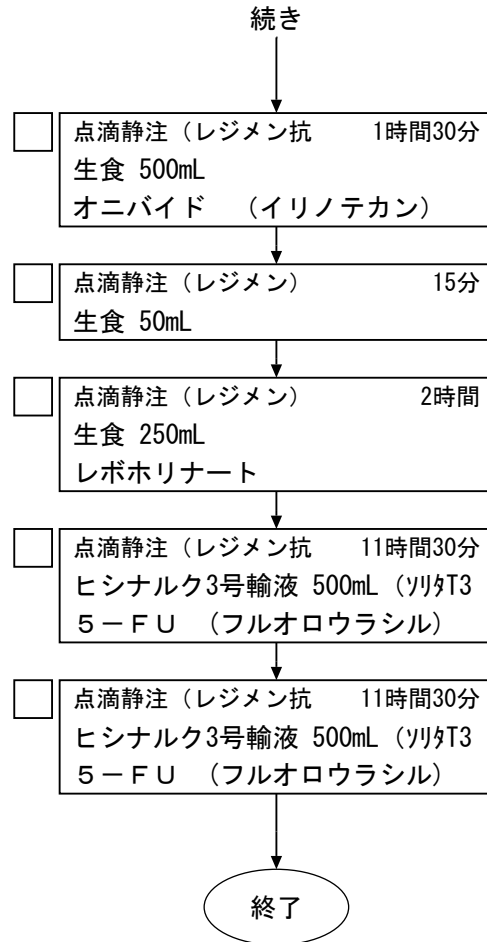 続き
点滴静注（レジメン抗 1時間30分
生食 500mL
オニバイド （イリノテカン）
点滴静注（レジメン） 15分
生食 50mL
点滴静注（レジメン） 2時間
生食 250mL
レボホリナート
点滴静注（レジメン抗 11時間30分
ヒシナルク3号輸液 500mL（ｿﾘﾀT3
５－ＦＵ （フルオロウラシル）
点滴静注（レジメン抗 11時間30分
ヒシナルク3号輸液 500mL（ｿﾘﾀT3
５－ＦＵ （フルオロウラシル）
終了